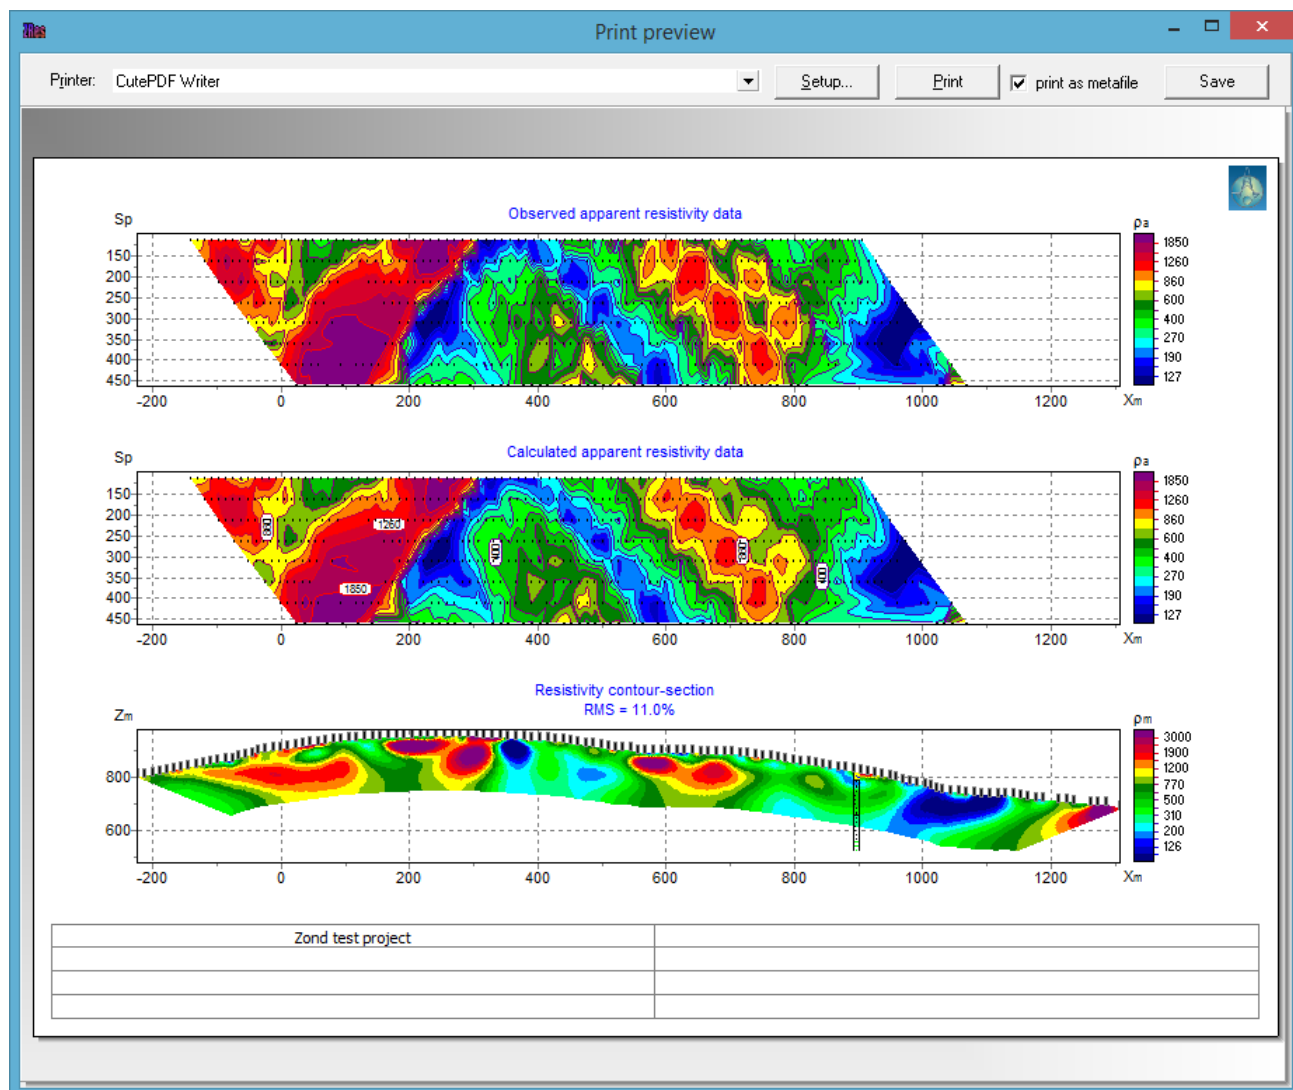 ZRes
Print preview
Printer: CutePDF Writer Setup... Print print as metafile Save
Observed apparent resistivity data
Sp
ρa
150
200
250
300
350
400
450
1850
1260
860
600
400
270
190
127
-200 0 200 400 600 800 1000 1200 Xm
Calculated apparent resistivity data
Sp
ρa
150
200
250
300
350
400
450
860
1260
1850
400
860
400
1850
1260
860
600
400
270
190
127
-200 0 200 400 600 800 1000 1200 Xm
Resistivity contour-section
RMS = 11.0%
Zm
ρm
800
600
3000
1900
1200
770
500
310
200
126
-200 0 200 400 600 800 1000 1200 Xm
Zond test project